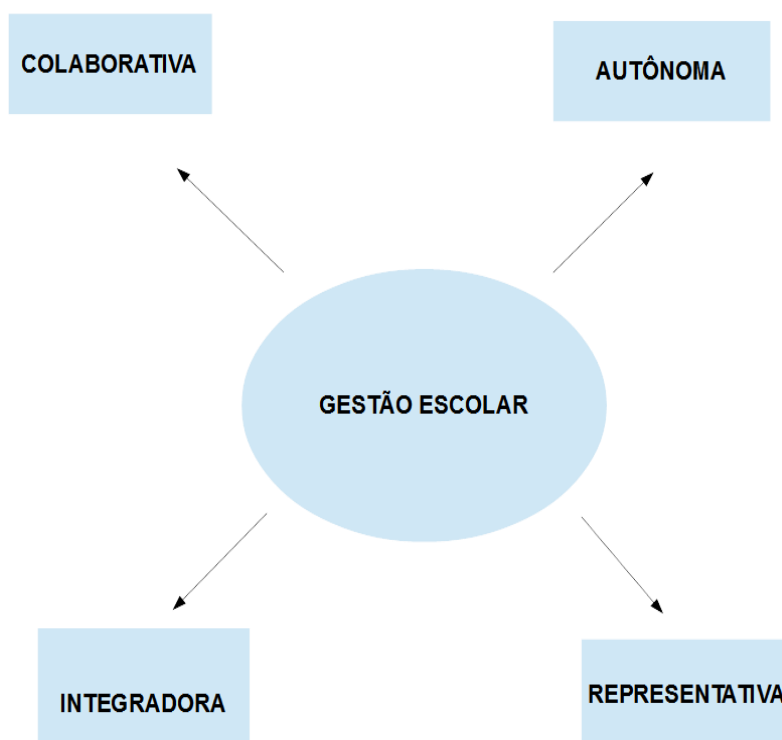 COLABORATIVA
AUTÔNOMA
GESTÃO ESCOLAR
INTEGRADORA
REPRESENTATIVA